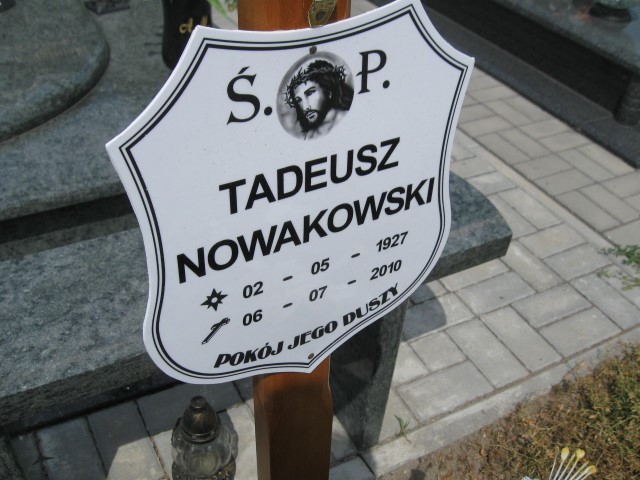 Ś. P.
TADEUSZ
NOWAKOWSKI
02 - 05 - 1927
06 - 07 - 2010
POKÓJ JEGO DUSZY